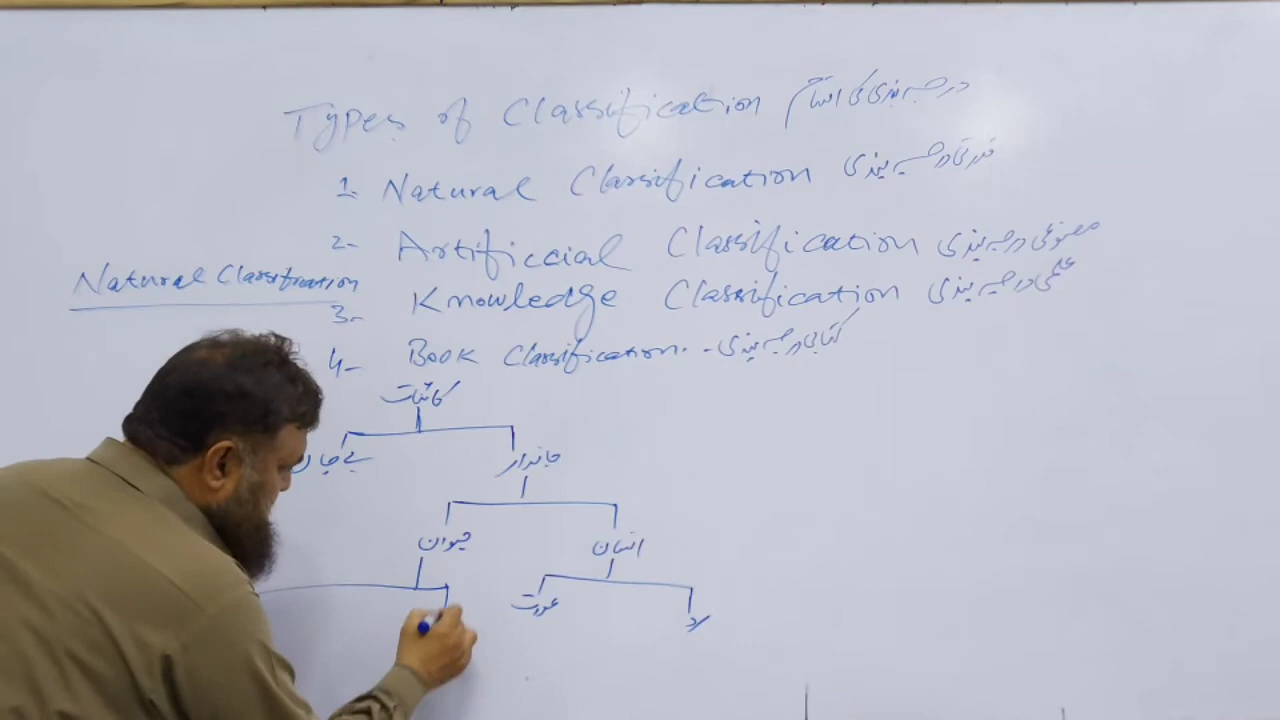 Types of Classification درجہ بندی کی اقسام
1. Natural Classification قدرتی درجہ بندی
2- Artificcial Classification مصنوعی درجہ بندی
Natural Classification
3- Knowledge Classification علمی درجہ بندی
4- Book Classification. - کتابی درجہ بندی
کائنات
جاندار بے جان
انسان حیوان
مرد عورت